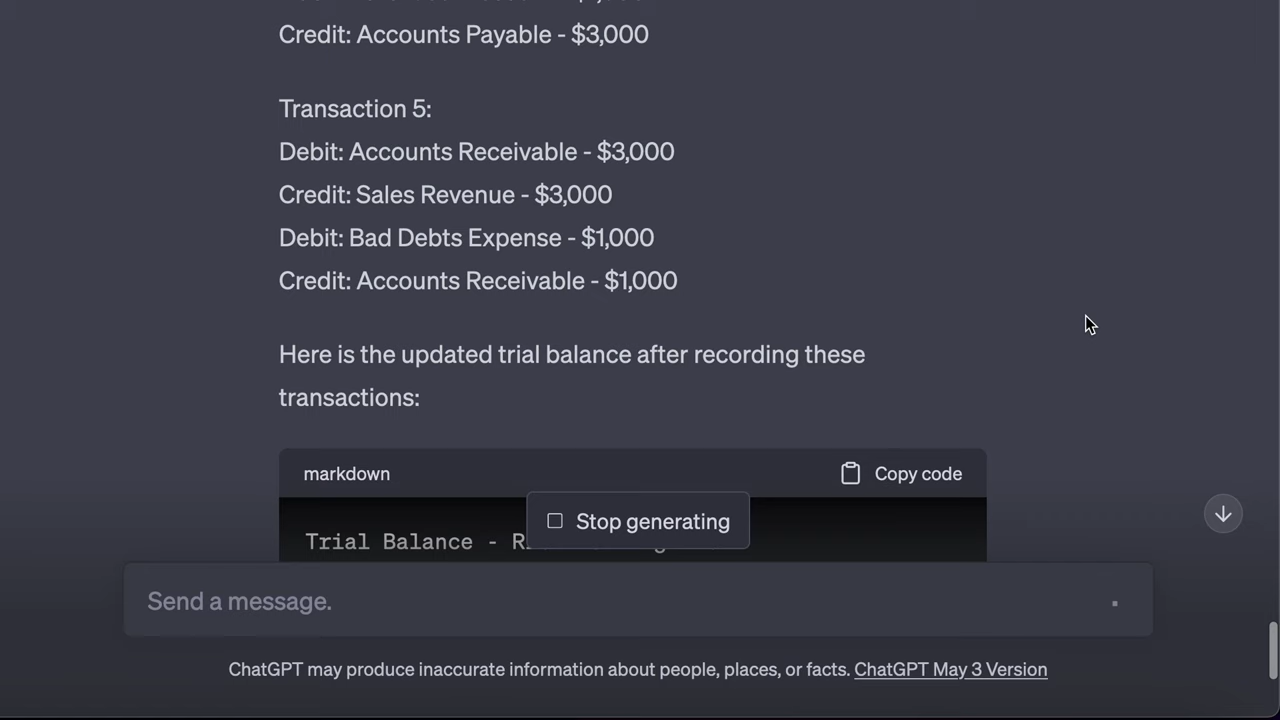 Credit: Accounts Payable - $3,000
Transaction 5:
Debit: Accounts Receivable - $3,000
Credit: Sales Revenue - $3,000
Debit: Bad Debts Expense - $1,000
Credit: Accounts Receivable - $1,000
Here is the updated trial balance after recording these
transactions:
markdown
Copy code
Stop generating
Trial Balance -
Send a message.
ChatGPT may produce inaccurate information about people, places, or facts. ChatGPT May 3 Version